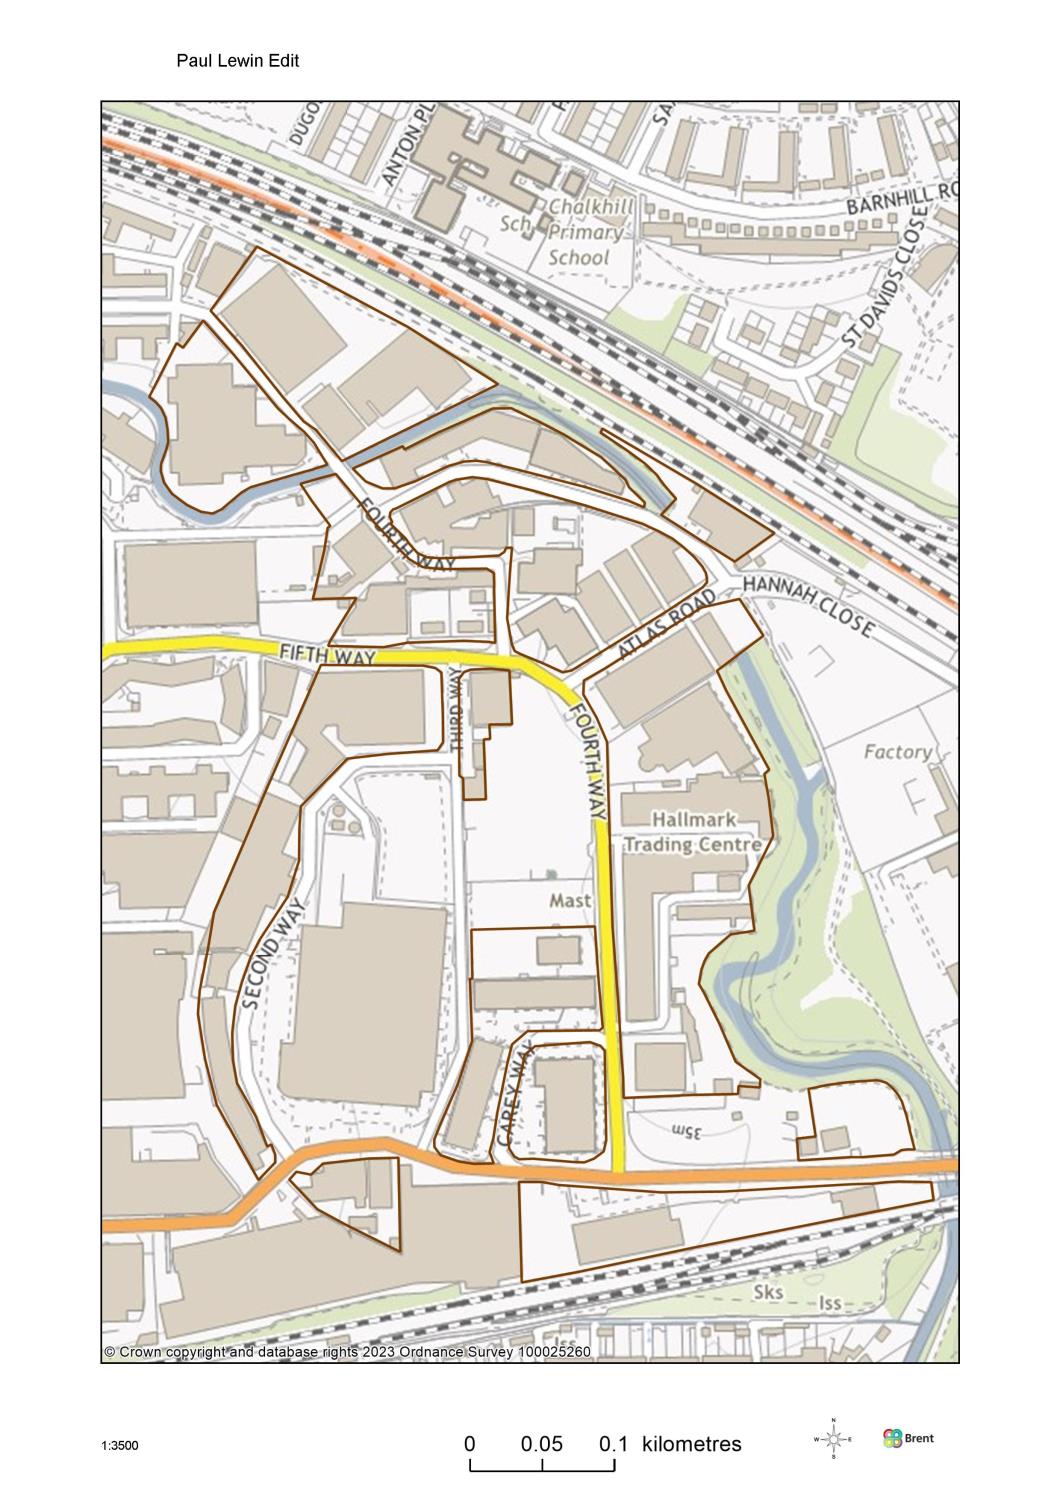 Paul Lewin Edit
ANTON PL
BARNHILL RO
Chalkhill
Sch Primary
School
ST DAVIDS CLOSE
FOURTH WAY
HANNAH CLOSE
ATLAS ROAD
FIFTH WAY
THIRD WAY
FOURTH WAY
Factory
Hallmark
Trading Centre
Mast
SECOND WAY
CAREY WAY
35m
Sks
Iss
Iss
© Crown copyright and database rights 2023 Ordnance Survey 100025260
1:3500
0 0.05 0.1 kilometres
N
W E
S
Brent